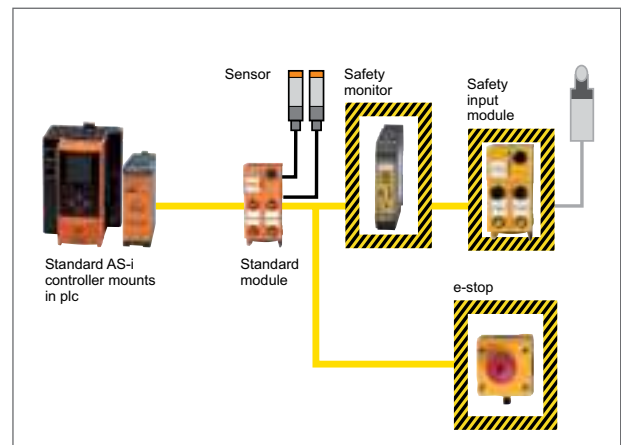 Sensor
Safety
monitor
Safety
input
module
Standard AS-i
controller mounts
in plc
Standard
module
e-stop